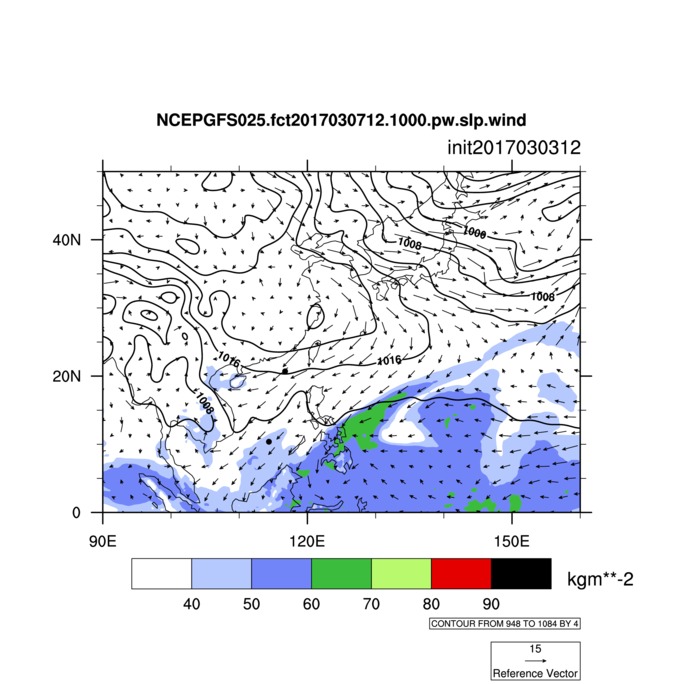 NCEPGFS025.fct2017030712.1000.pw.slp.wind
init2017030312
40N
20N
0
90E 120E 150E
1008
1008
1008
1016
1016
1008
40 50 60 70 80 90
kgm**-2
CONTOUR FROM 948 TO 1084 BY 4
15
Reference Vector